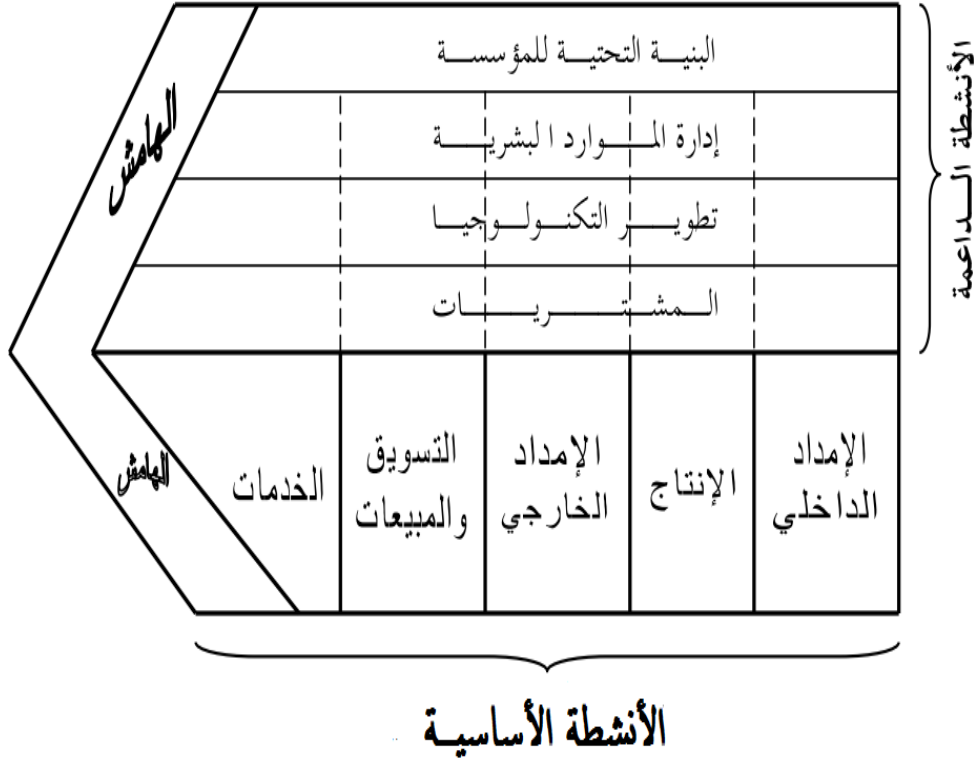 البنية التحتية للمؤسسة
إدارة الموارد البشرية
تطوير التكنولوجيا
المشتريات
الأنشطة الداعمة
الهامش
الإمداد
الداخلي
الإنتاج
الإمداد
الخارجي
التسويق
والمبيعات
الخدمات
الهامش
الأنشطة الأساسية